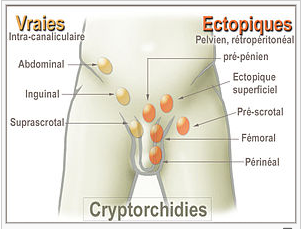 Vraies
Intra-canaliculaire
Abdominal
Inguinal
Suprascrotal
Ectopiques
Pelvien, rétropéritonéal
pré-pénien
Ectopique
superficiel
Pré-scrotal
Fémoral
Périnéal
Cryptorchidies